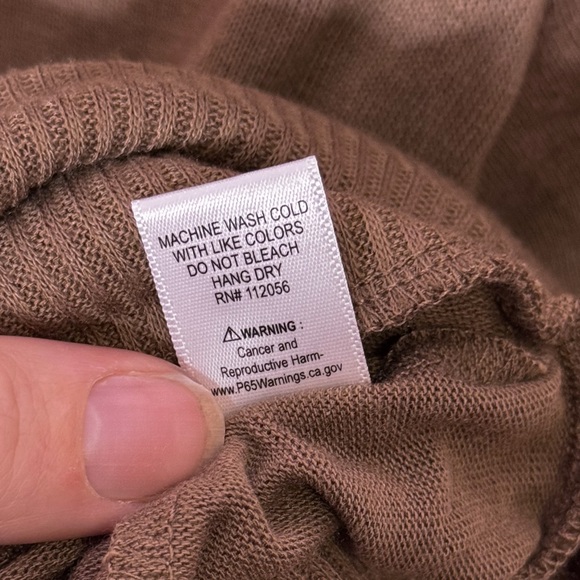 MACHINE WASH COLD
WITH LIKE COLORS
DO NOT BLEACH
HANG DRY
RN# 112056
⚠WARNING :
Cancer and
Reproductive Harm-
www.P65Warnings.ca.gov